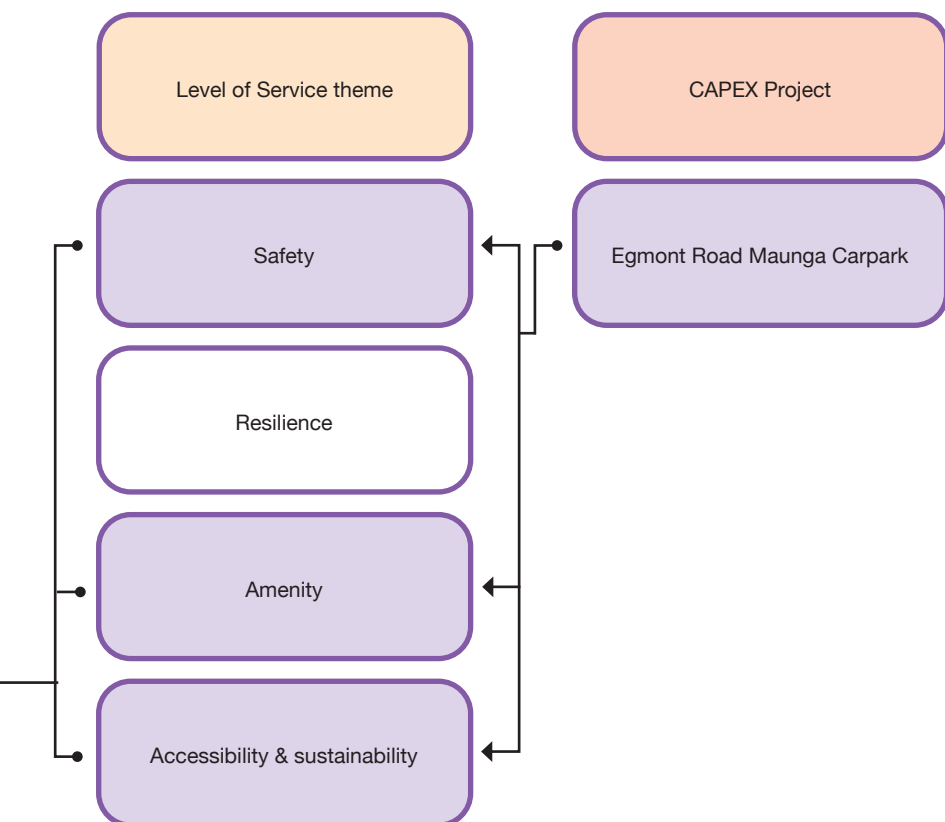 Level of Service theme
CAPEX Project
Safety
Egmont Road Maunga Carpark
Resilience
Amenity
Accessibility & sustainability